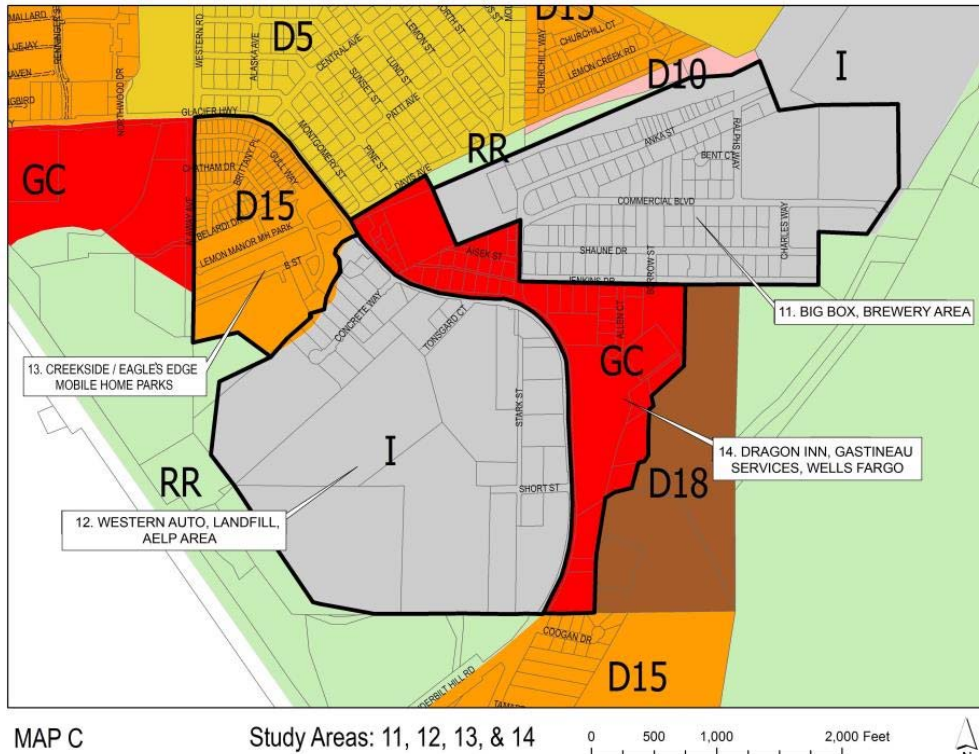 MALLARD
BLUEJAY
NORTHWOOD DR
WESTERN RD
ALASKA AVE
D5
CENTRAL AVE
LEMON ST
LUND ST
SUNSET ST
PATTI AVE
MONTGOMERY ST
PINE ST
DAVIS AVE
GLACIER HWY
D15
CHURCHILL WAY
CHURCHILL CT
LEMON CREEK RD
D10
I
RR
ANKA ST
RALPHS WAY
BENT CT
COMMERCIAL BLVD
CHARLES WAY
SHAUNE DR
JENKINS DR
11. BIG BOX, BREWERY AREA
GC
CHATHAM DR
BRITTANY PL
GULL WAY
D15
BELARDI DR
LEMON MANOR MH PARK
B ST
AISEK ST
CONCRETE WAY
TONSGARD CT
ALLEN CT
GC
13. CREEKSIDE / EAGLE'S EDGE
MOBILE HOME PARKS
STARK ST
I
14. DRAGON INN, GASTINEAU
SERVICES, WELLS FARGO
RR
SHORT ST
D18
12. WESTERN AUTO, LANDFILL,
AELP AREA
COOGAN DR
D15
MAP C
Study Areas: 11, 12, 13, & 14
0 500 1,000 2,000 Feet